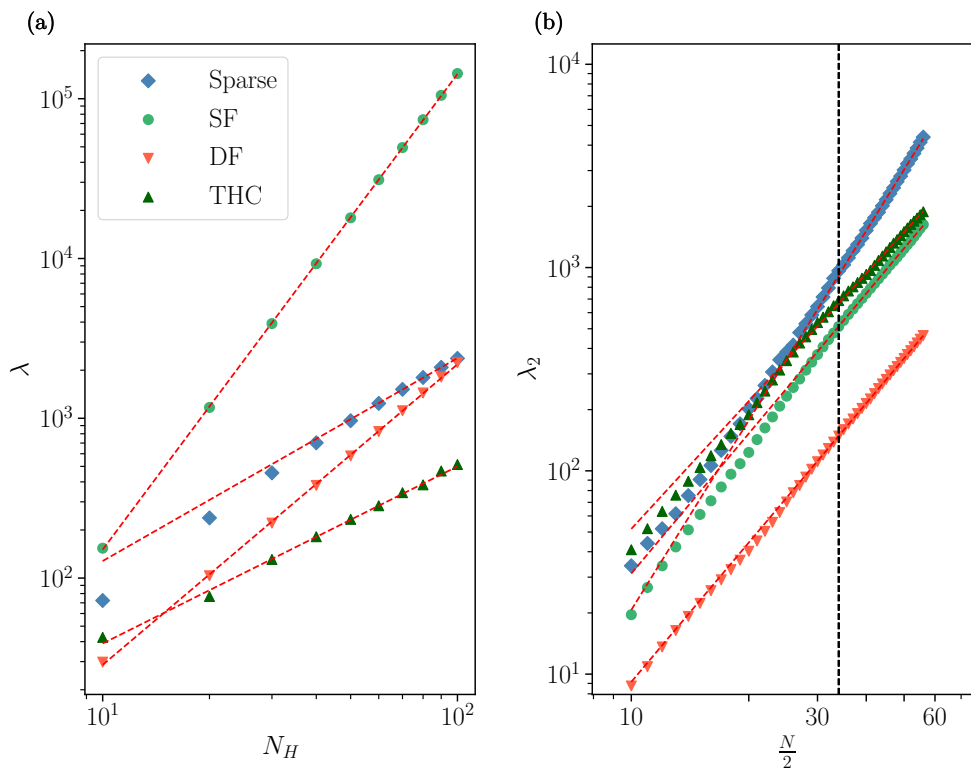 (a)
(b)
Sparse
SF
DF
THC
10^5
10^4
10^3
10^2
λ
10^1
10^2
N_H
10^4
10^3
10^2
10^1
λ_2
10
30
60
N/2